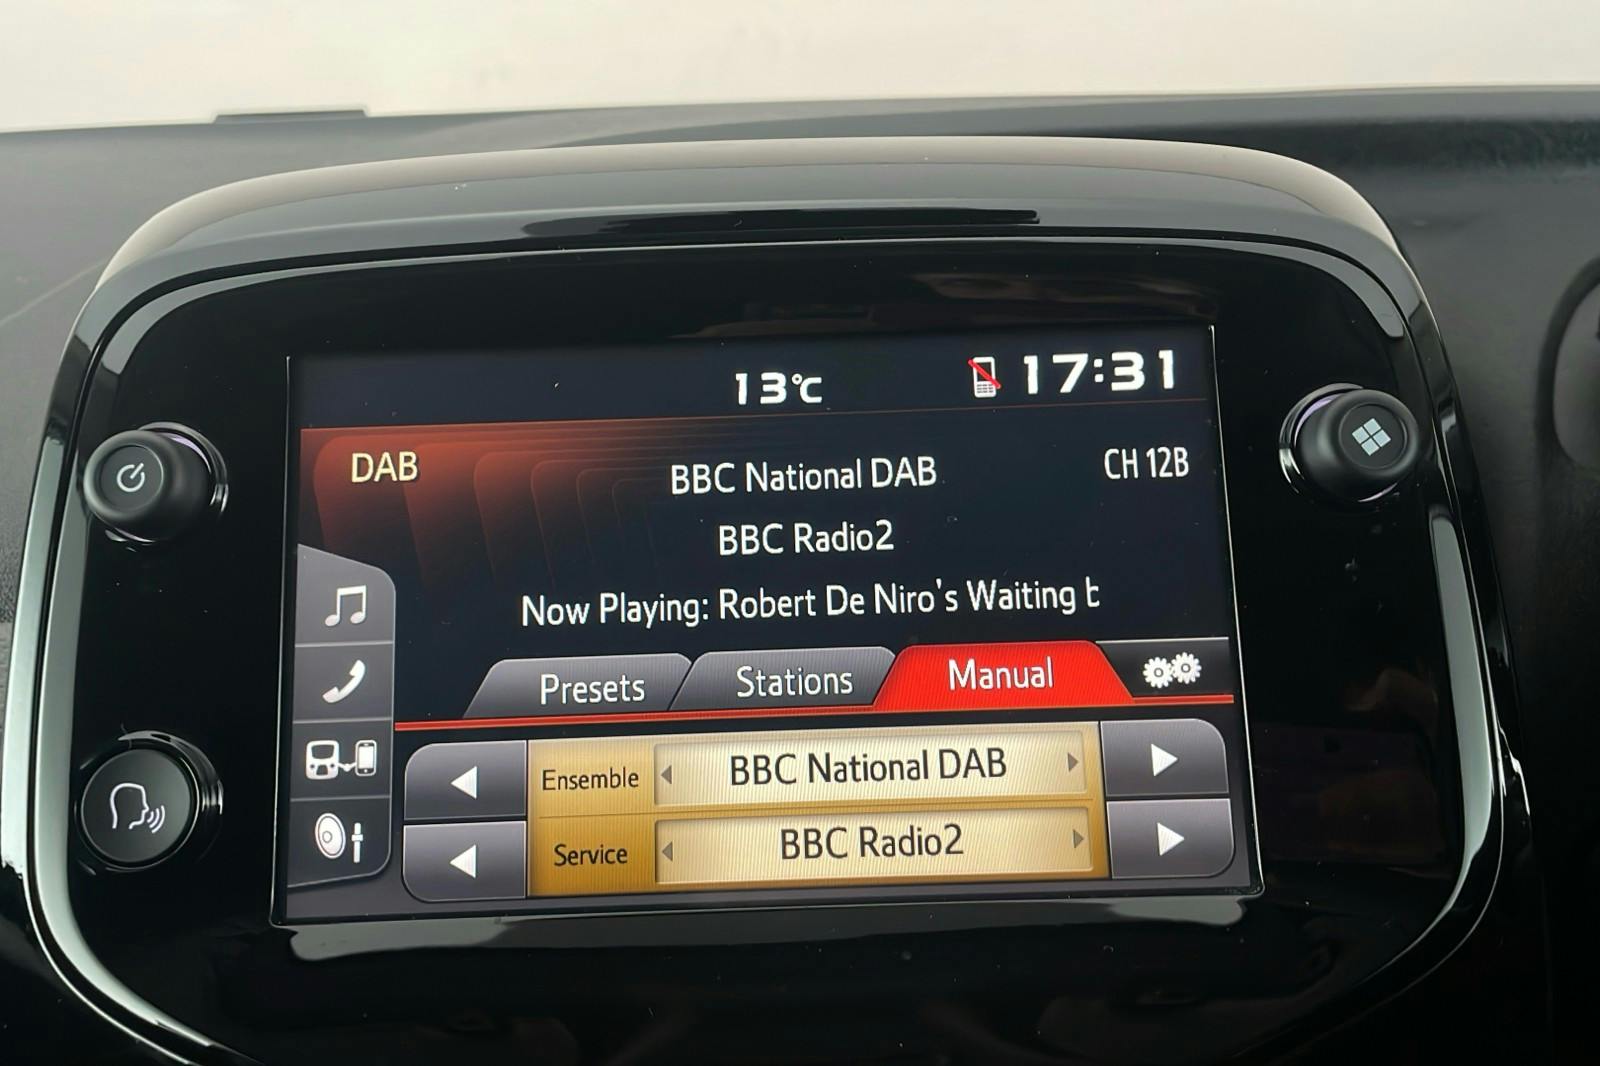 13°C
17:31
DAB
BBC National DAB
CH 12B
BBC Radio2
Now Playing: Robert De Niro's Waiting t
Presets
Stations
Manual
Ensemble
BBC National DAB
Service
BBC Radio2